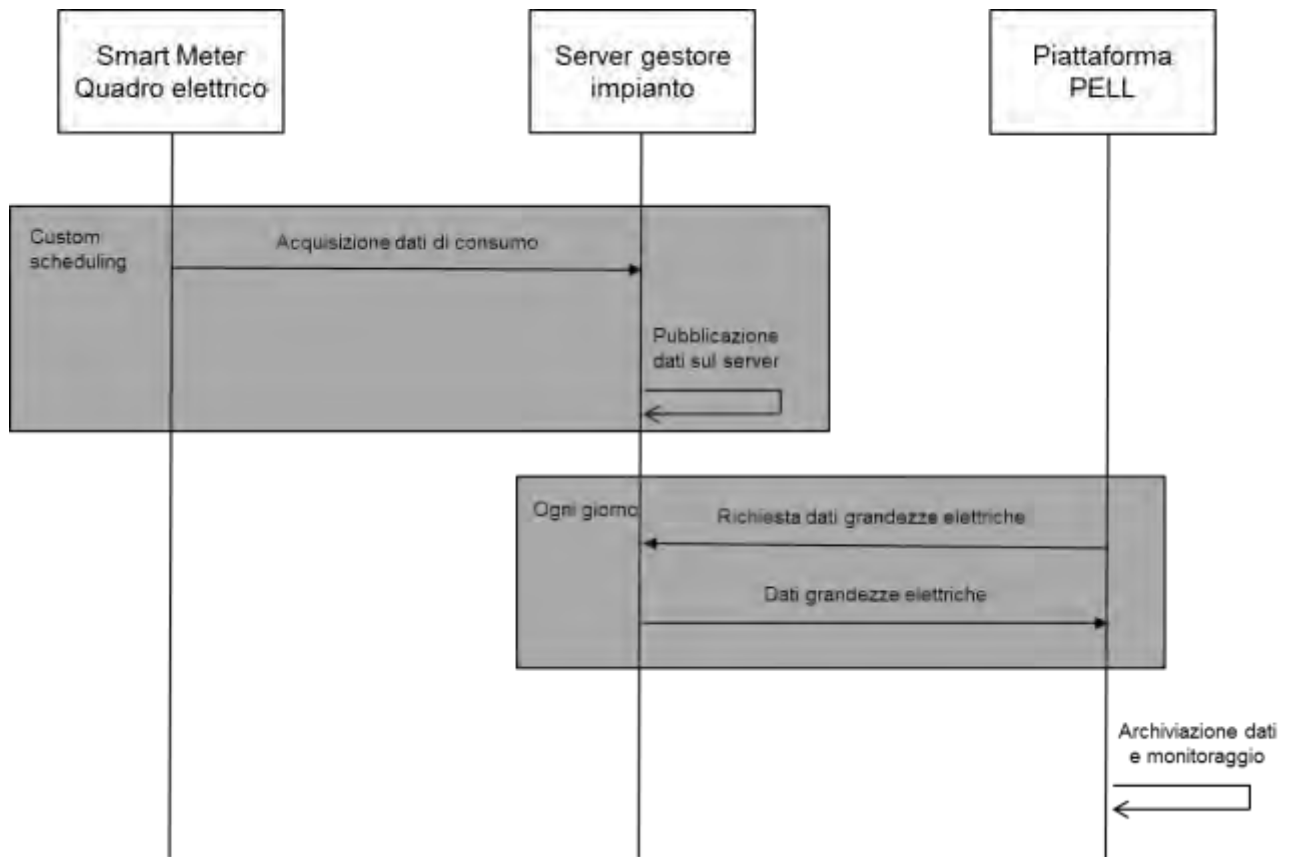 Smart Meter
Quadro elettrico
Server gestore
impianto
Piattaforma
PELL
Custom
scheduling
Acquisizione dati di consumo
Pubblicazione
dati sul server
Ogni giorno
Richiesta dati grandezze elettriche
Dati grandezze elettriche
Archiviazione dati
e monitoraggio